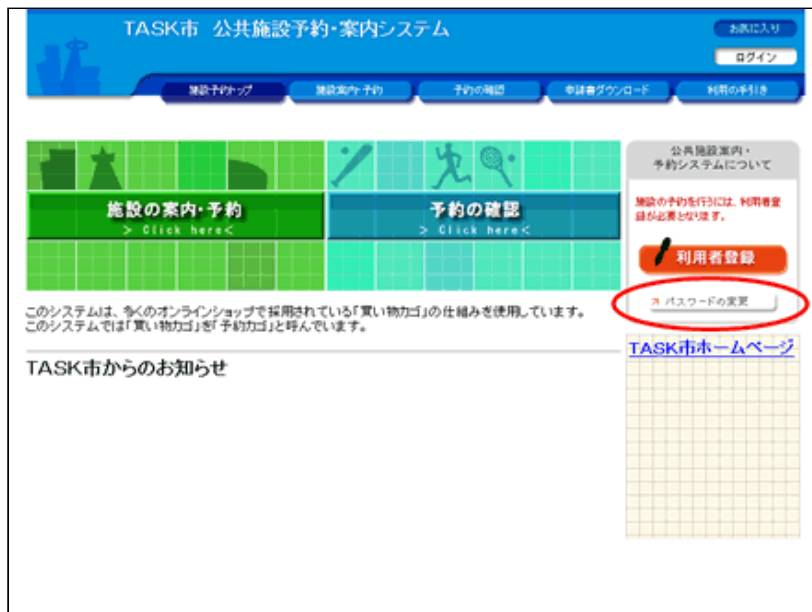 TASK市 公共施設予約・案内システム
お気に入り
ログイン
施設予約トップ
施設案内・予約
予約の確認
申請書ダウンロード
利用の手引き
施設の案内・予約
> Click here<
予約の確認
> Click here<
公共施設案内・
予約システムについて
施設の予約を行うには、利用者登
録が必要となります。
利用者登録
パスワードの変更
このシステムは、多くのオンラインショップで採用されている「買い物カゴ」の仕組みを使用しています。
このシステムでは「買い物カゴ」を「予約カゴ」と呼んでいます。
TASK市ホームページ
TASK市からのお知らせ